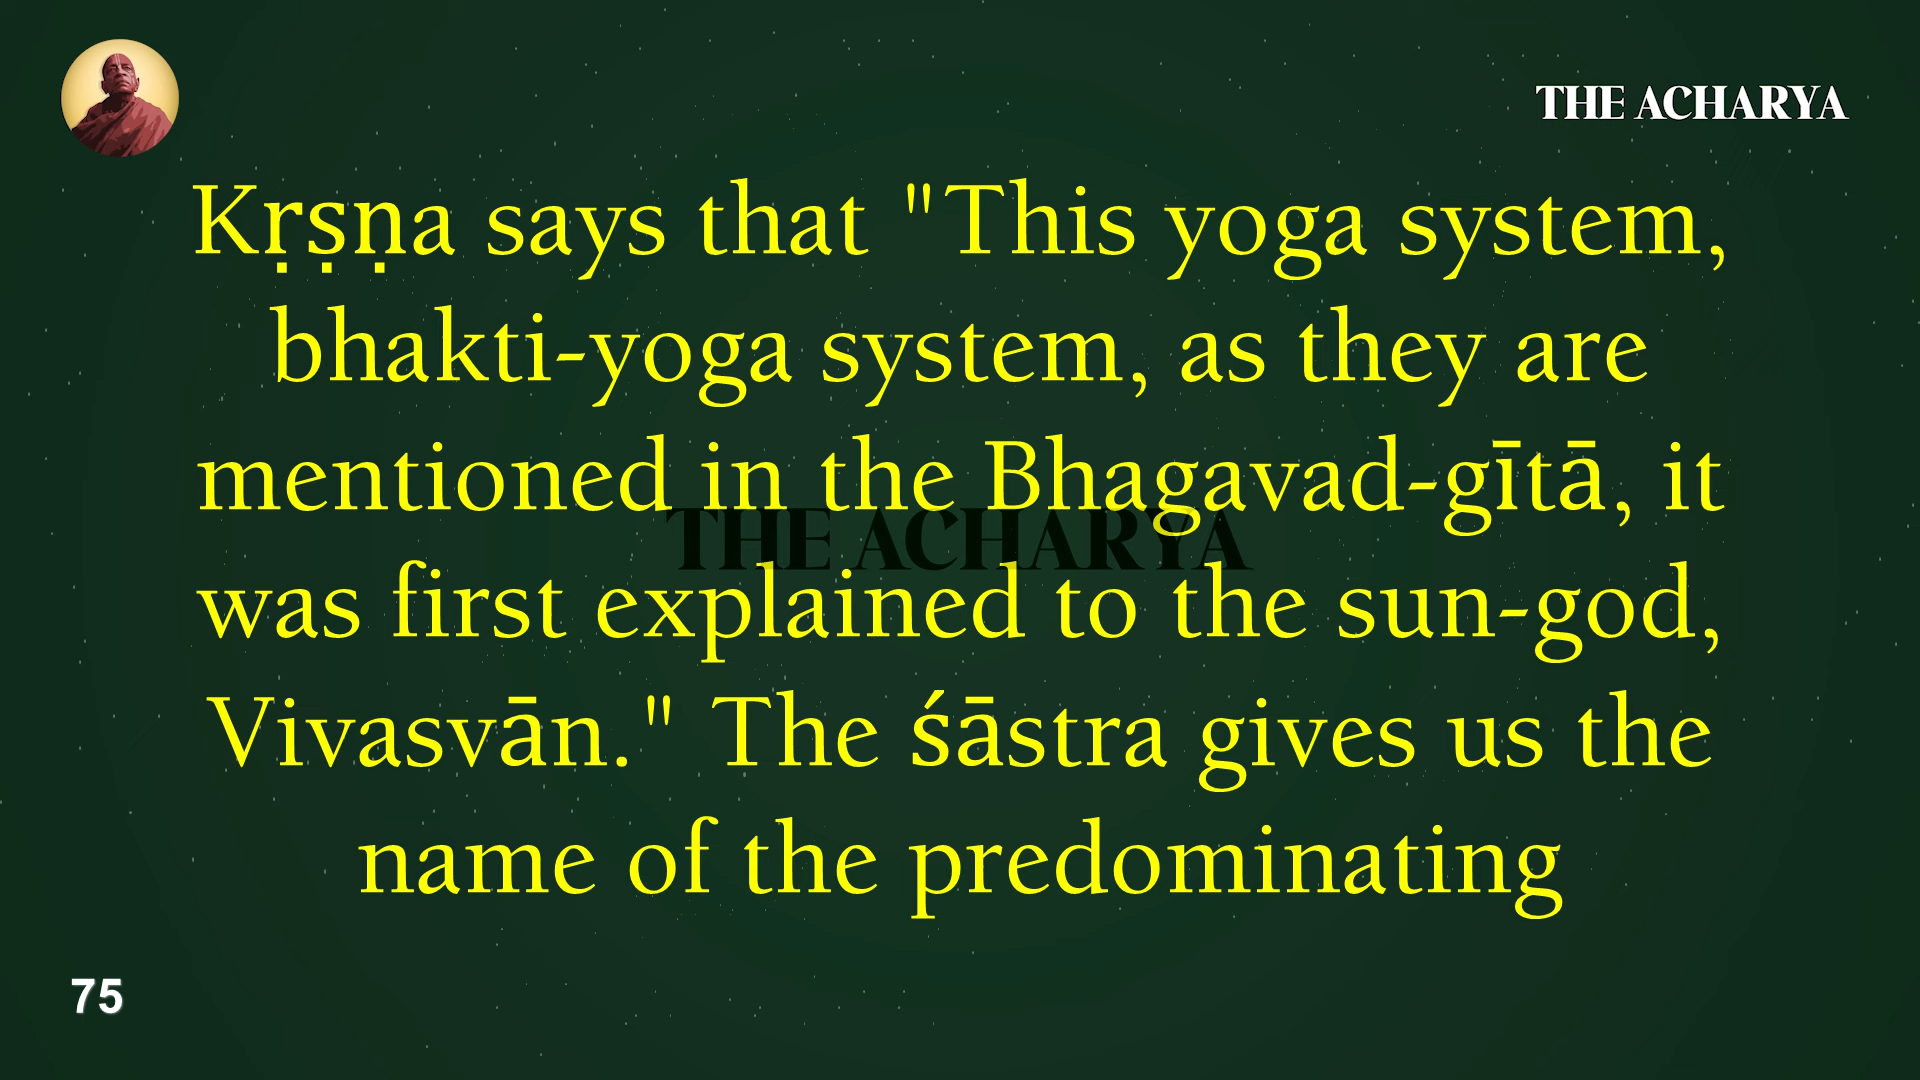 THE ACHARYA
Kṛṣṇa says that "This yoga system,
bhakti-yoga system, as they are
mentioned in the Bhagavad-gītā, it
THE ACHARYA
was first explained to the sun-god,
Vivasvān." The śāstra gives us the
name of the predominating
75